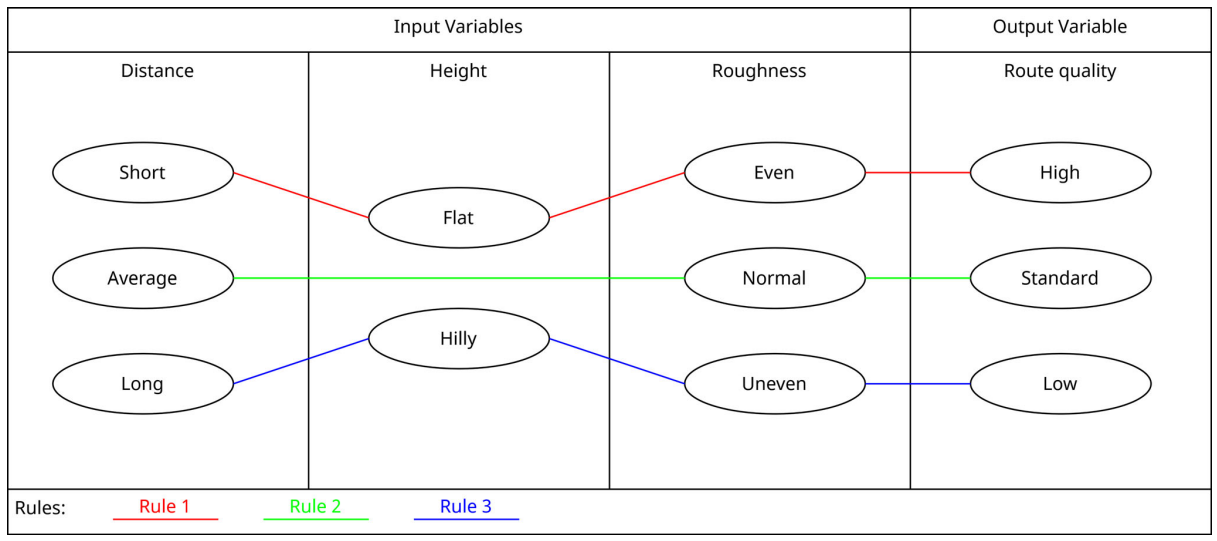 Input Variables
Output Variable
Distance
Height
Roughness
Route quality
Short
Even
High
Flat
Average
Normal
Standard
Hilly
Long
Uneven
Low
Rules:
Rule 1
Rule 2
Rule 3